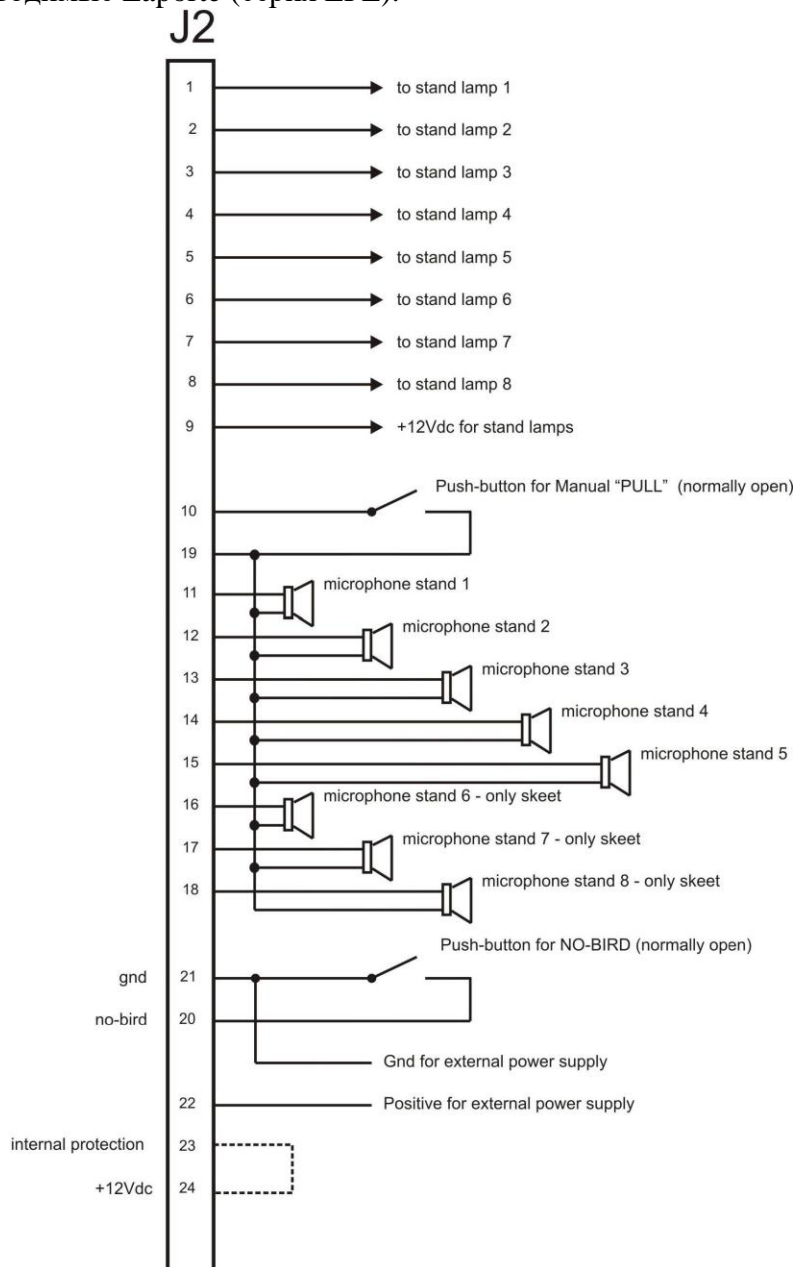 (серия
J2
1 to stand lamp 1
2 to stand lamp 2
3 to stand lamp 3
4 to stand lamp 4
5 to stand lamp 5
6 to stand lamp 6
7 to stand lamp 7
8 to stand lamp 8
9 +12Vdc for stand lamps
Push-button for Manual “PULL” (normally open)
10
19
microphone stand 1
11
microphone stand 2
12
microphone stand 3
13
microphone stand 4
14
microphone stand 5
15
microphone stand 6 - only skeet
16
microphone stand 7 - only skeet
17
microphone stand 8 - only skeet
18
Push-button for NO-BIRD (normally open)
gnd 21
no-bird 20
Gnd for external power supply
22 Positive for external power supply
internal protection 23
+12Vdc 24